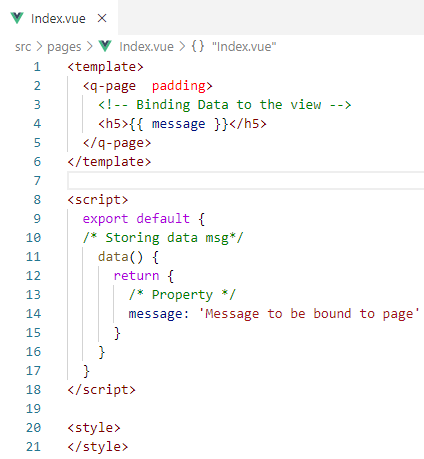 Index.vue ×
src > pages > Index.vue > {} "Index.vue"
1 <template>
2   <q-page  padding>
3     <!-- Binding Data to the view -->
4     <h5>{{ message }}</h5>
5   </q-page>
6 </template>
7
8 <script>
9   export default {
10   /* Storing data msg*/
11     data() {
12       return {
13         /* Property */
14         message: 'Message to be bound to page'
15       }
16     }
17   }
18 </script>
19
20 <style>
21 </style>